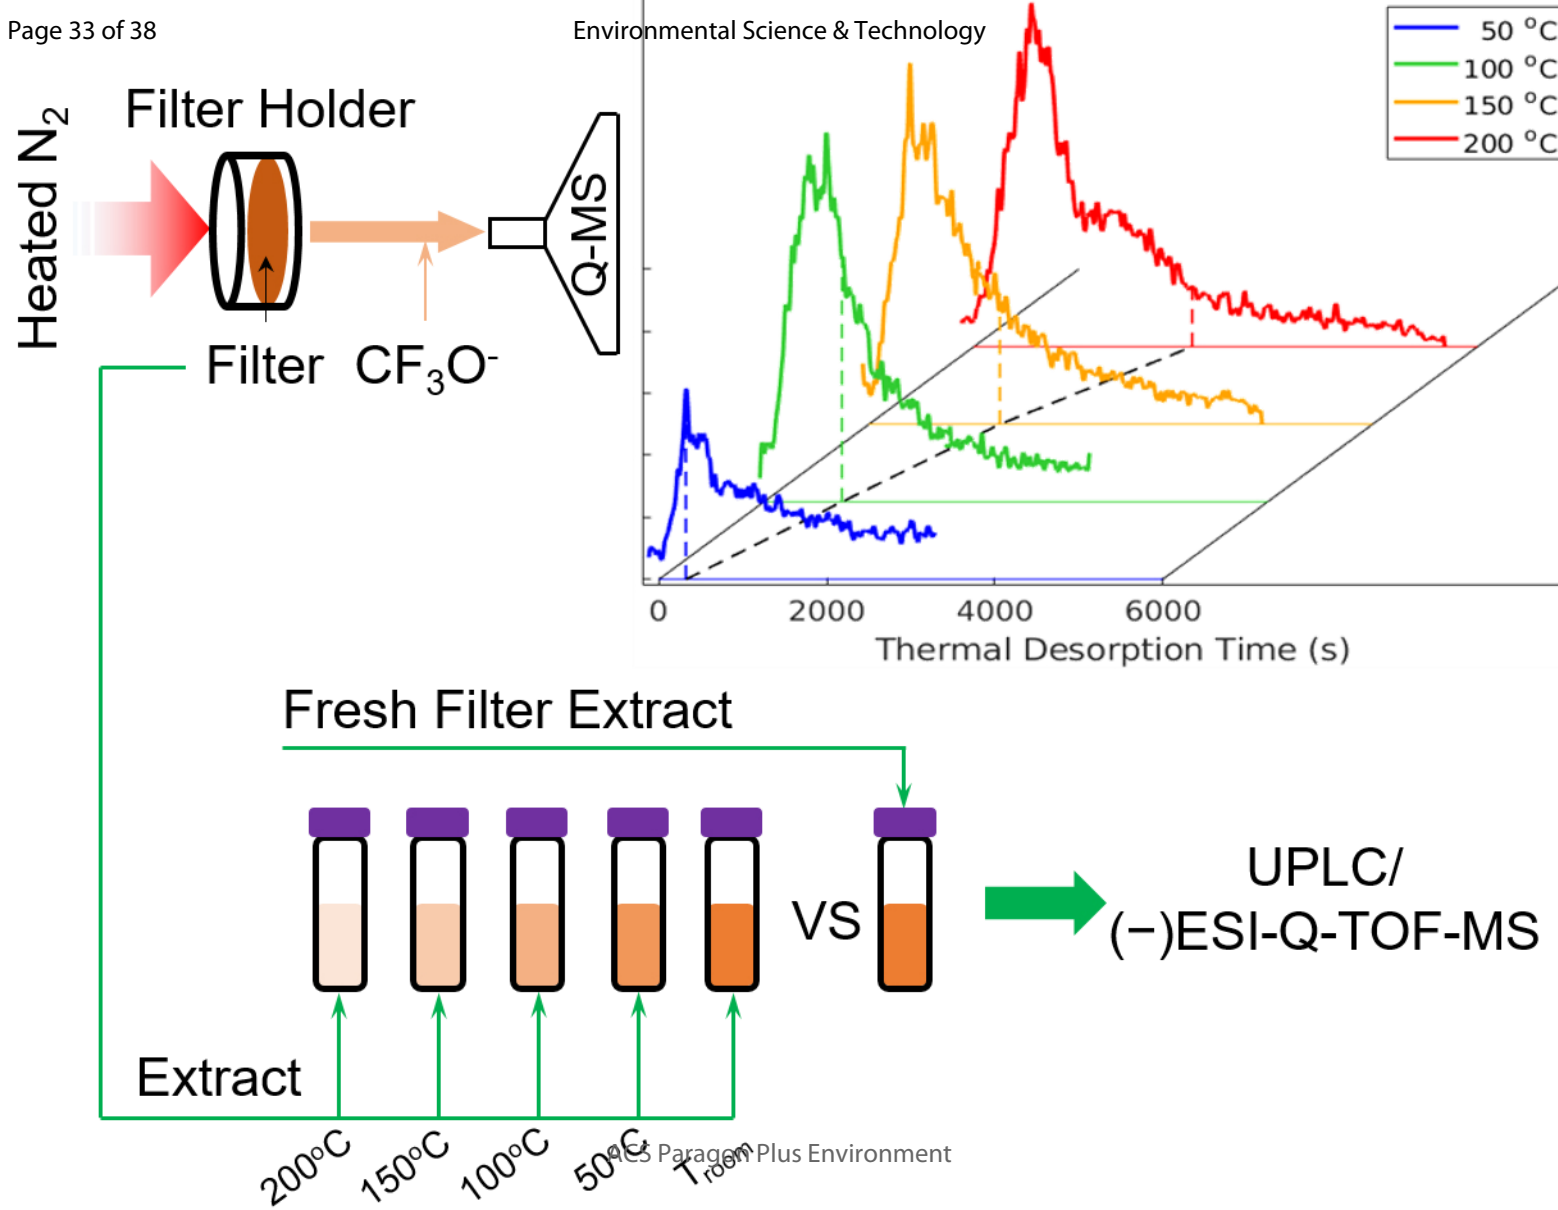 Page 33 of 38
Environmental Science & Technology
50 °C
100 °C
150 °C
200 °C
Heated N₂
Filter Holder
Q-MS
Filter
CF₃O⁻
0
2000
4000
6000
Thermal Desorption Time (s)
Fresh Filter Extract
VS
UPLC/
(−)ESI-Q-TOF-MS
Extract
200°C
150°C
100°C
50°C
Tᵣₒₒₘ
ACS Paragon Plus Environment